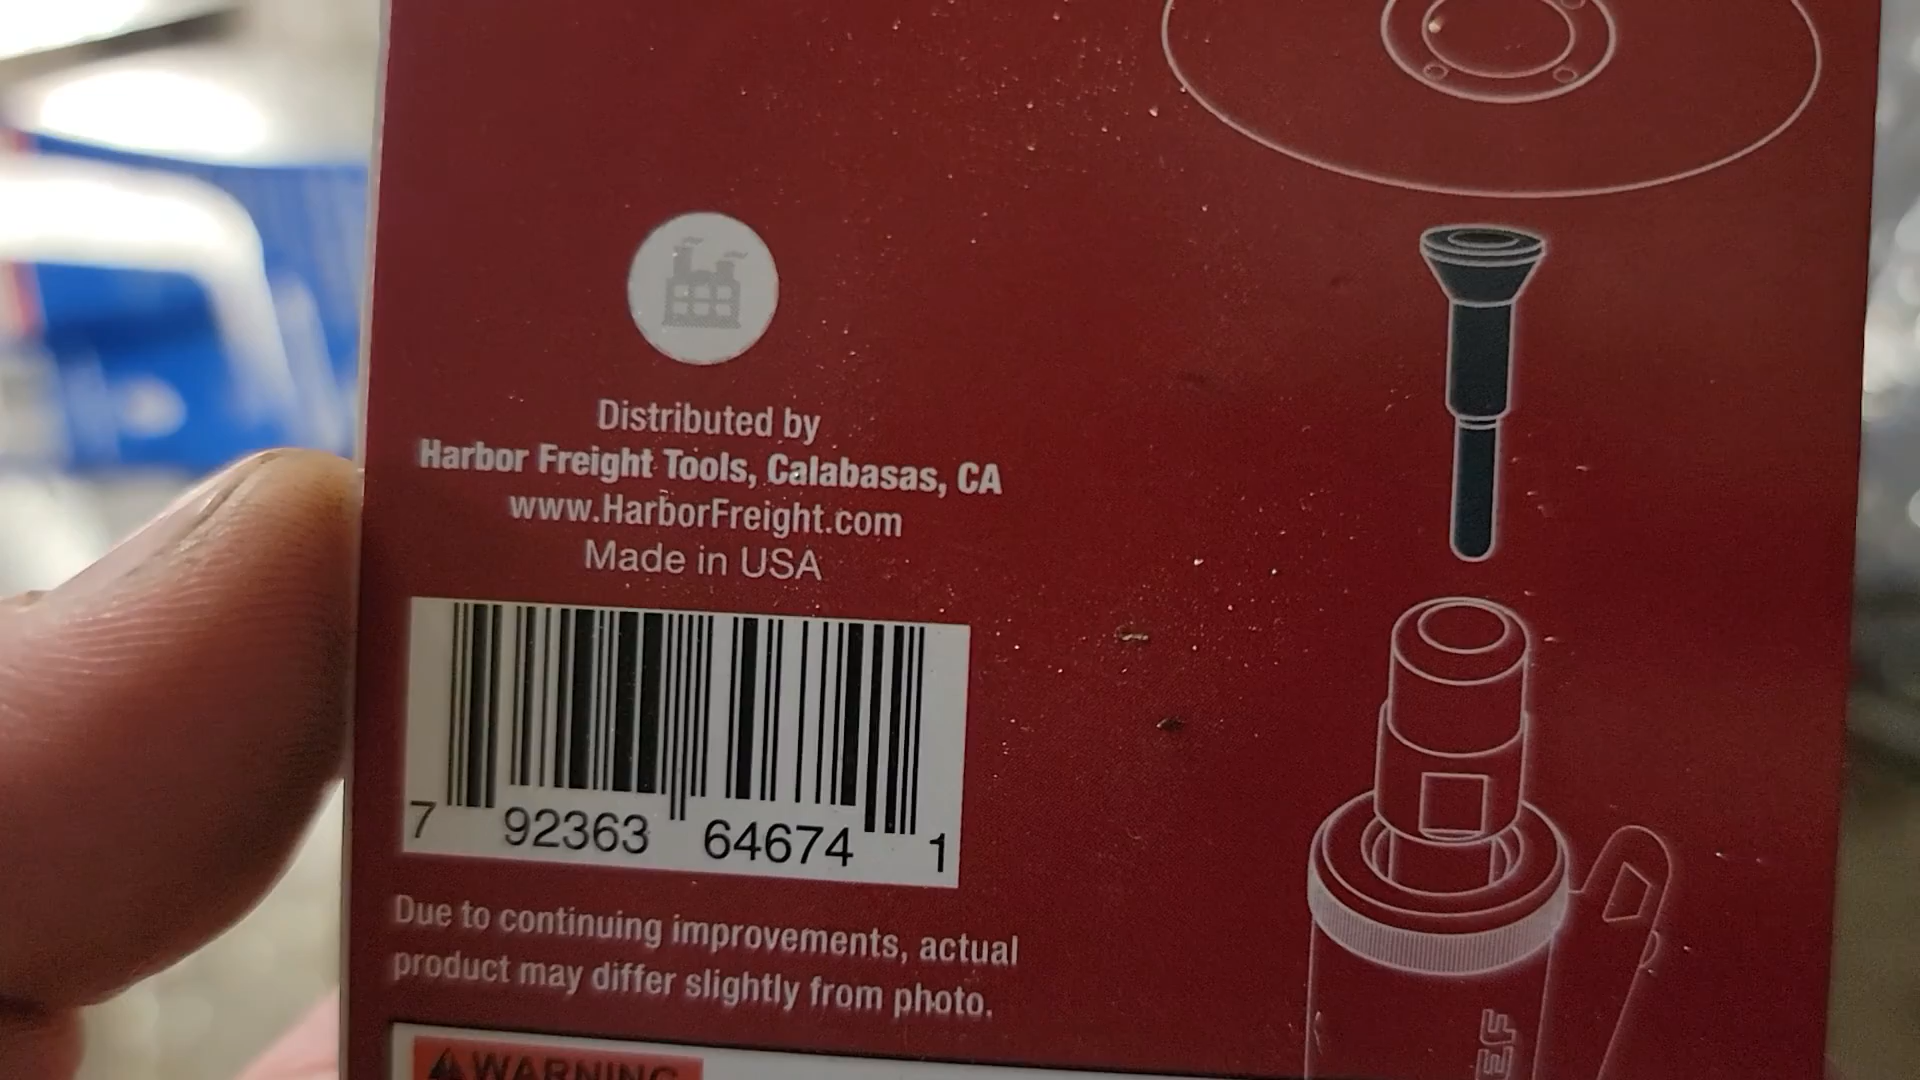 Distributed by
Harbor Freight Tools, Calabasas, CA
www.HarborFreight.com
Made in USA
7 92363 64674 1
Due to continuing improvements, actual
product may differ slightly from photo.
WARNING